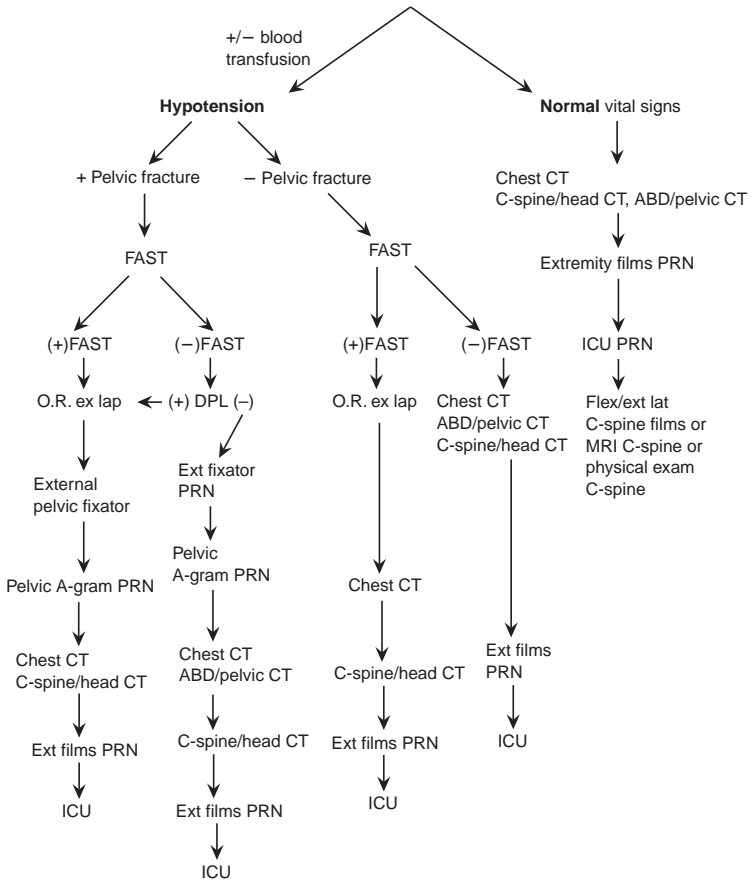 +/− blood
transfusion
Hypotension
Normal vital signs
+ Pelvic fracture
− Pelvic fracture
Chest CT
C-spine/head CT, ABD/pelvic CT
FAST
FAST
Extremity films PRN
(+)FAST
(−)FAST
(+)FAST
(−)FAST
ICU PRN
O.R. ex lap
(+) DPL (−)
O.R. ex lap
Chest CT
ABD/pelvic CT
C-spine/head CT
Flex/ext lat
C-spine films or
MRI C-spine or
physical exam
C-spine
External
pelvic fixator
Ext fixator
PRN
Pelvic A-gram PRN
Pelvic
A-gram PRN
Chest CT
Chest CT
C-spine/head CT
Chest CT
ABD/pelvic CT
C-spine/head CT
Ext films
PRN
Ext films PRN
C-spine/head CT
Ext films PRN
ICU
ICU
Ext films PRN
ICU
ICU